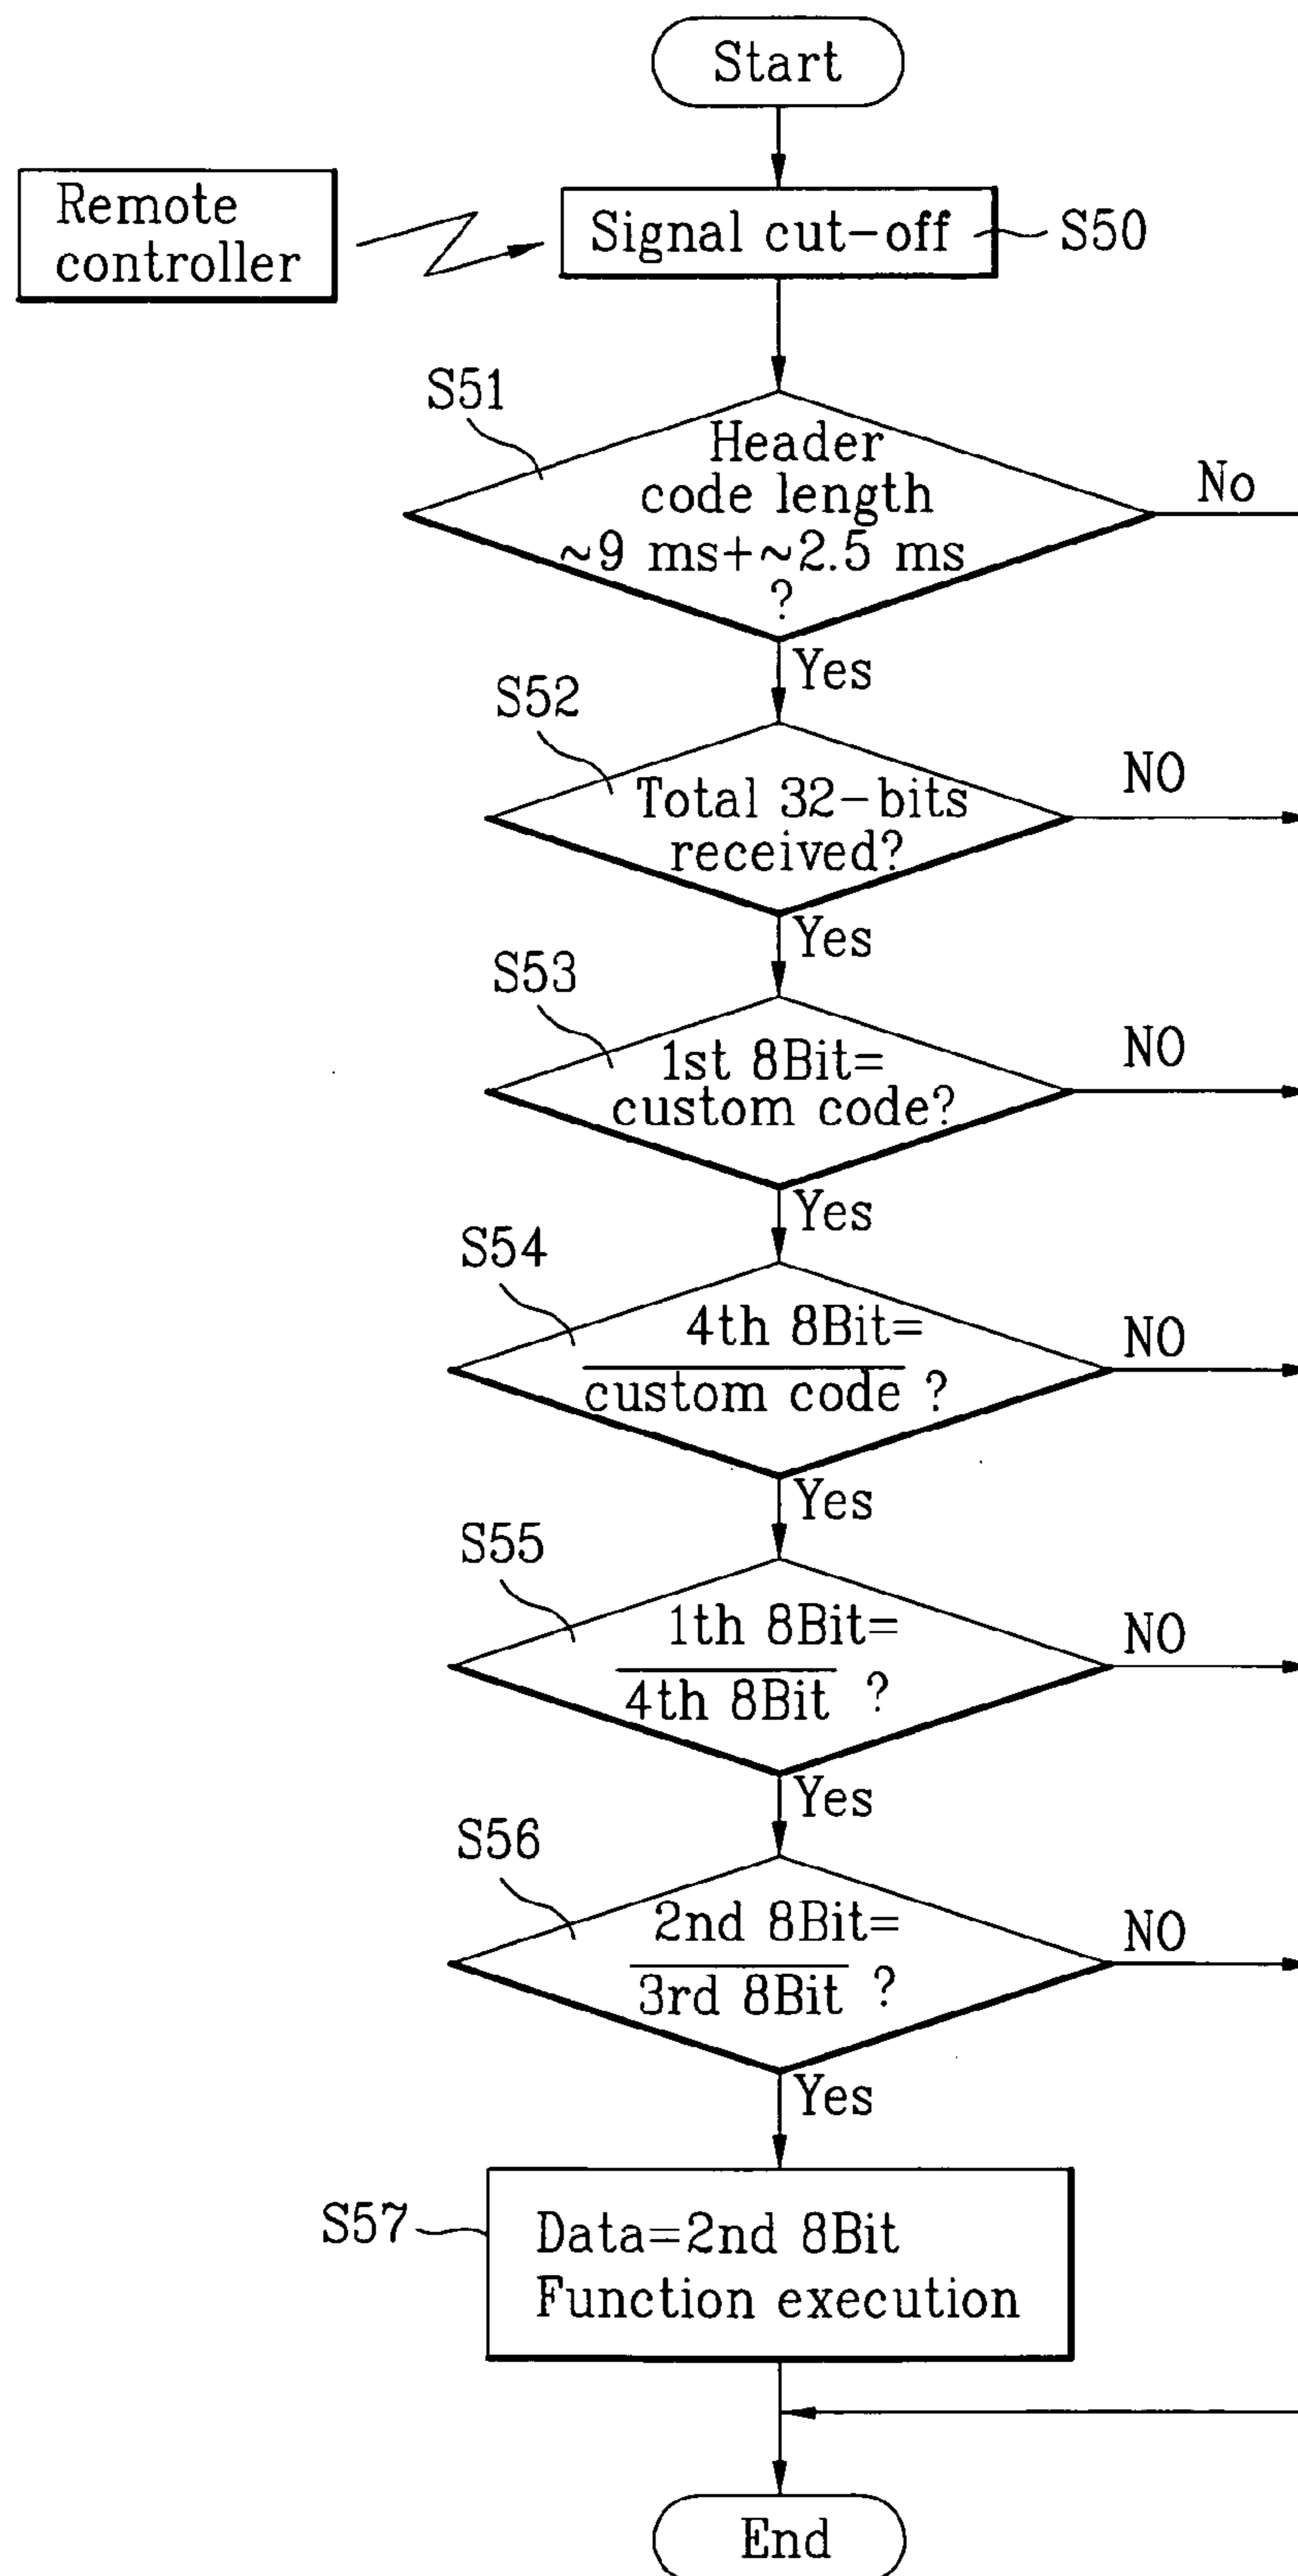 Start
Remote
controller
Signal cut-off
S50
S51
Header
code length
~9 ms+~2.5 ms
?
No
Yes
S52
Total 32-bits
received?
NO
Yes
S53
1st 8Bit=
custom code?
NO
Yes
S54
4th 8Bit=
custom code ?
NO
Yes
S55
1th 8Bit=
4th 8Bit ?
NO
Yes
S56
2nd 8Bit=
3rd 8Bit ?
NO
Yes
S57
Data=2nd 8Bit
Function execution
End